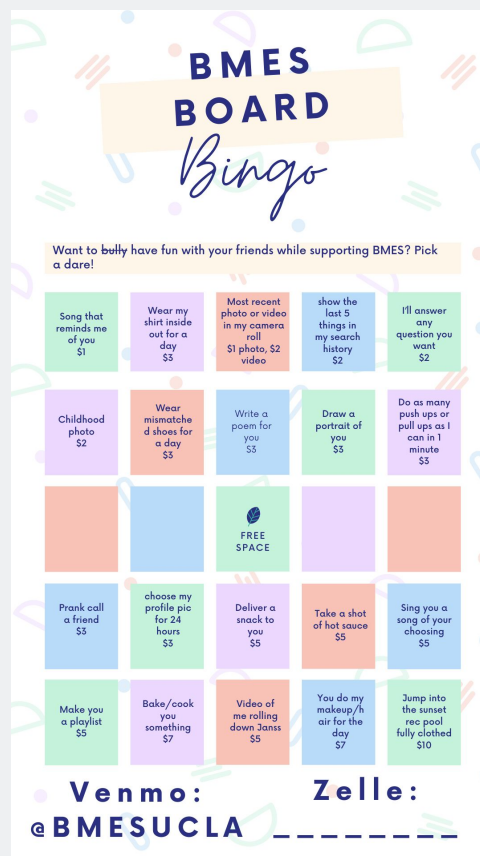 BMES
BOARD
Bingo
Want to bully have fun with your friends while supporting BMES? Pick
a dare!
Song that
reminds me
of you
$1
Wear my
shirt inside
out for a
day
$3
Most recent
photo or video
in my camera
roll
$1 photo, $2
video
show the
last 5
things in
my search
history
$2
I'll answer
any
question you
want
$2
Childhood
photo
$2
Wear
mismatche
d shoes for
a day
$3
Write a
poem for
you
$3
Draw a
portrait of
you
$3
Do as many
push ups or
pull ups as I
can in 1
minute
$3
FREE
SPACE
Prank call
a friend
$3
choose my
profile pic
for 24
hours
$3
Deliver a
snack to
you
$5
Take a shot
of hot sauce
$5
Sing you a
song of your
choosing
$5
Make you
a playlist
$5
Bake/cook
you
something
$7
Video of
me rolling
down Janss
$5
You do my
makeup/h
air for the
day
$7
Jump into
the sunset
rec pool
fully clothed
$10
Venmo:
@BMESUCLA
Zelle:
________